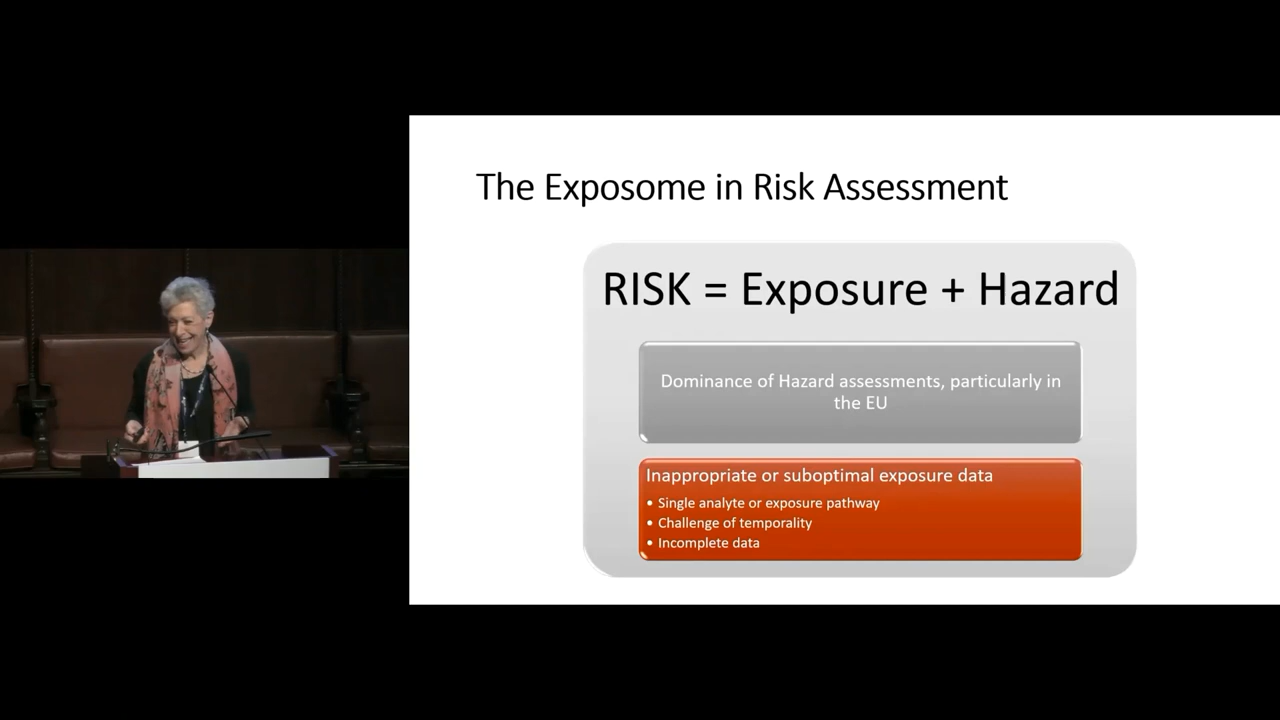 The Exposome in Risk Assessment
RISK = Exposure + Hazard
Dominance of Hazard assessments, particularly in
the EU
Inappropriate or suboptimal exposure data
• Single analyte or exposure pathway
• Challenge of temporality
• Incomplete data